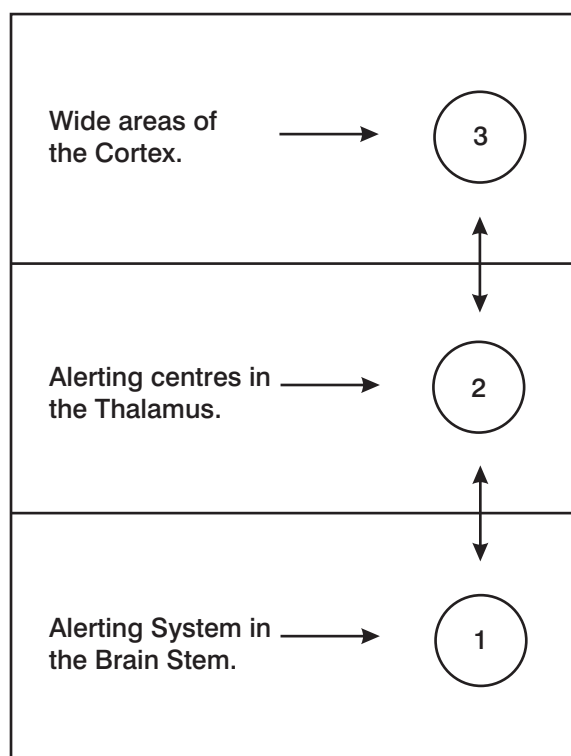 Wide areas of
the Cortex.
3
Alerting centres in
the Thalamus.
2
Alerting System in
the Brain Stem.
1